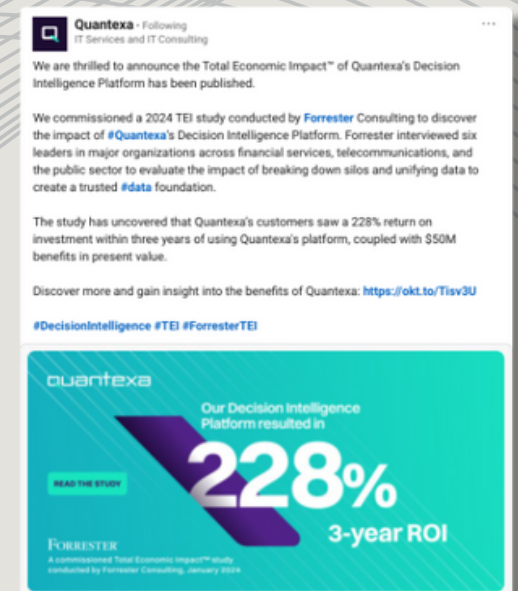 Quantexa • Following
IT Services and IT Consulting
We are thrilled to announce the Total Economic Impact™ of Quantexa's Decision
Intelligence Platform has been published.
We commissioned a 2024 TEI study conducted by Forrester Consulting to discover
the impact of #Quantexa's Decision Intelligence Platform. Forrester interviewed six
leaders in major organizations across financial services, telecommunications, and
the public sector to evaluate the impact of breaking down silos and unifying data to
create a trusted #data foundation.
The study has uncovered that Quantexa's customers saw a 228% return on
investment within three years of using Quantexa's platform, coupled with $50M
benefits in present value.
Discover more and gain insight into the benefits of Quantexa: https://okt.to/Tisv3U
#DecisionIntelligence #TEI #ForresterTEI
quantexa
Our Decision Intelligence
Platform resulted in
228%
3-year ROI
READ THE STUDY
FORRESTER
A commissioned Total Economic Impact™ study
conducted by Forrester Consulting, January 2024